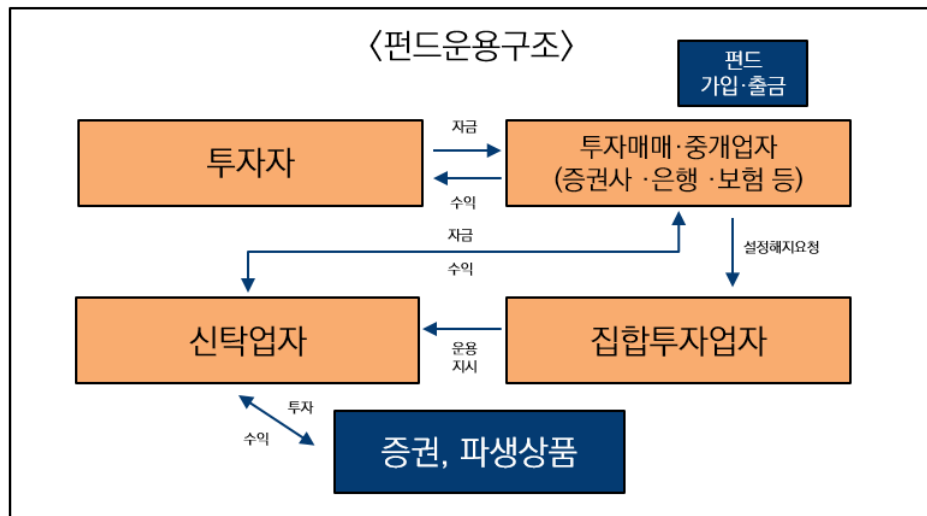 〈펀드운용구조〉
펀드
가입·출금
투자자
자금
수익
투자매매·중개업자
(증권사 ·은행 ·보험 등)
자금
수익
설정해지요청
신탁업자
운용
지시
집합투자업자
투자
수익
증권, 파생상품